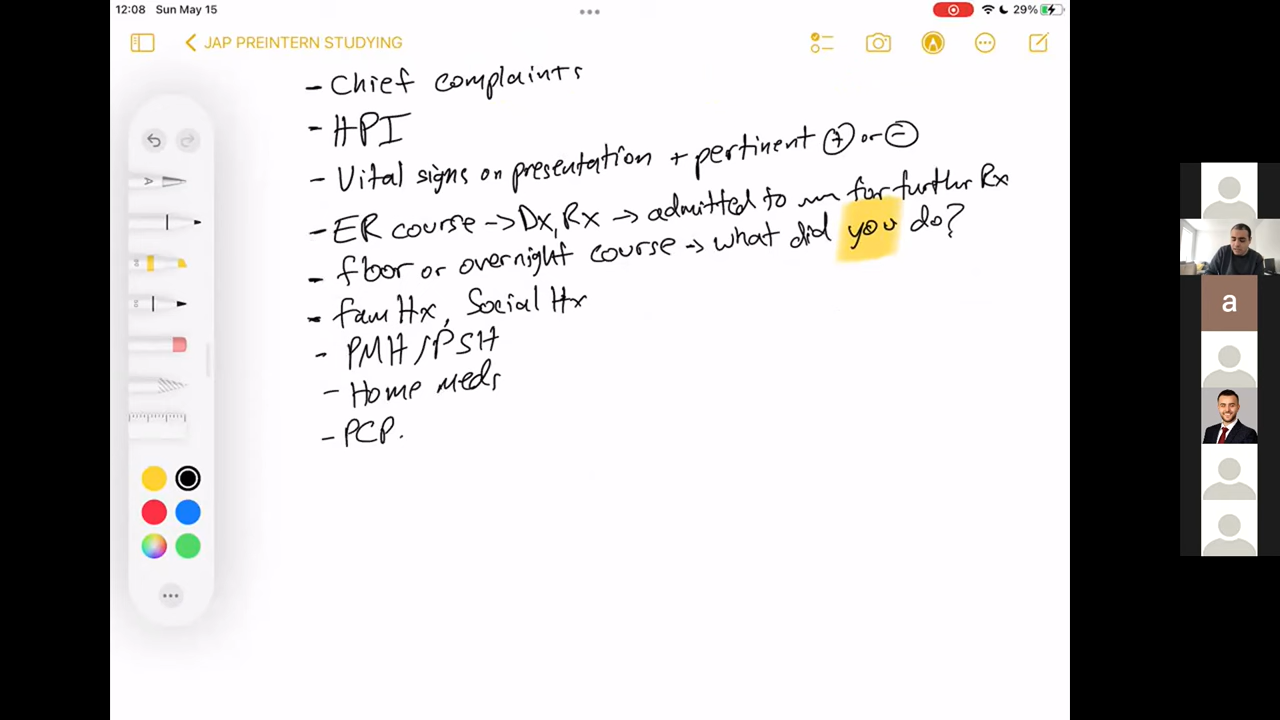 12:08 Sun May 15
29%
JAP PREINTERN STUDYING
- Chief complaints
- HPI
- Vital signs on presentation + pertinent ⊕ or ⊖
- ER course → Dx, Rx → admitted to for further Rx
- floor or overnight course → what did you do?
- fam Hx, Social Hx
- PMH/PSH
- Home meds
- PCP.
A
a